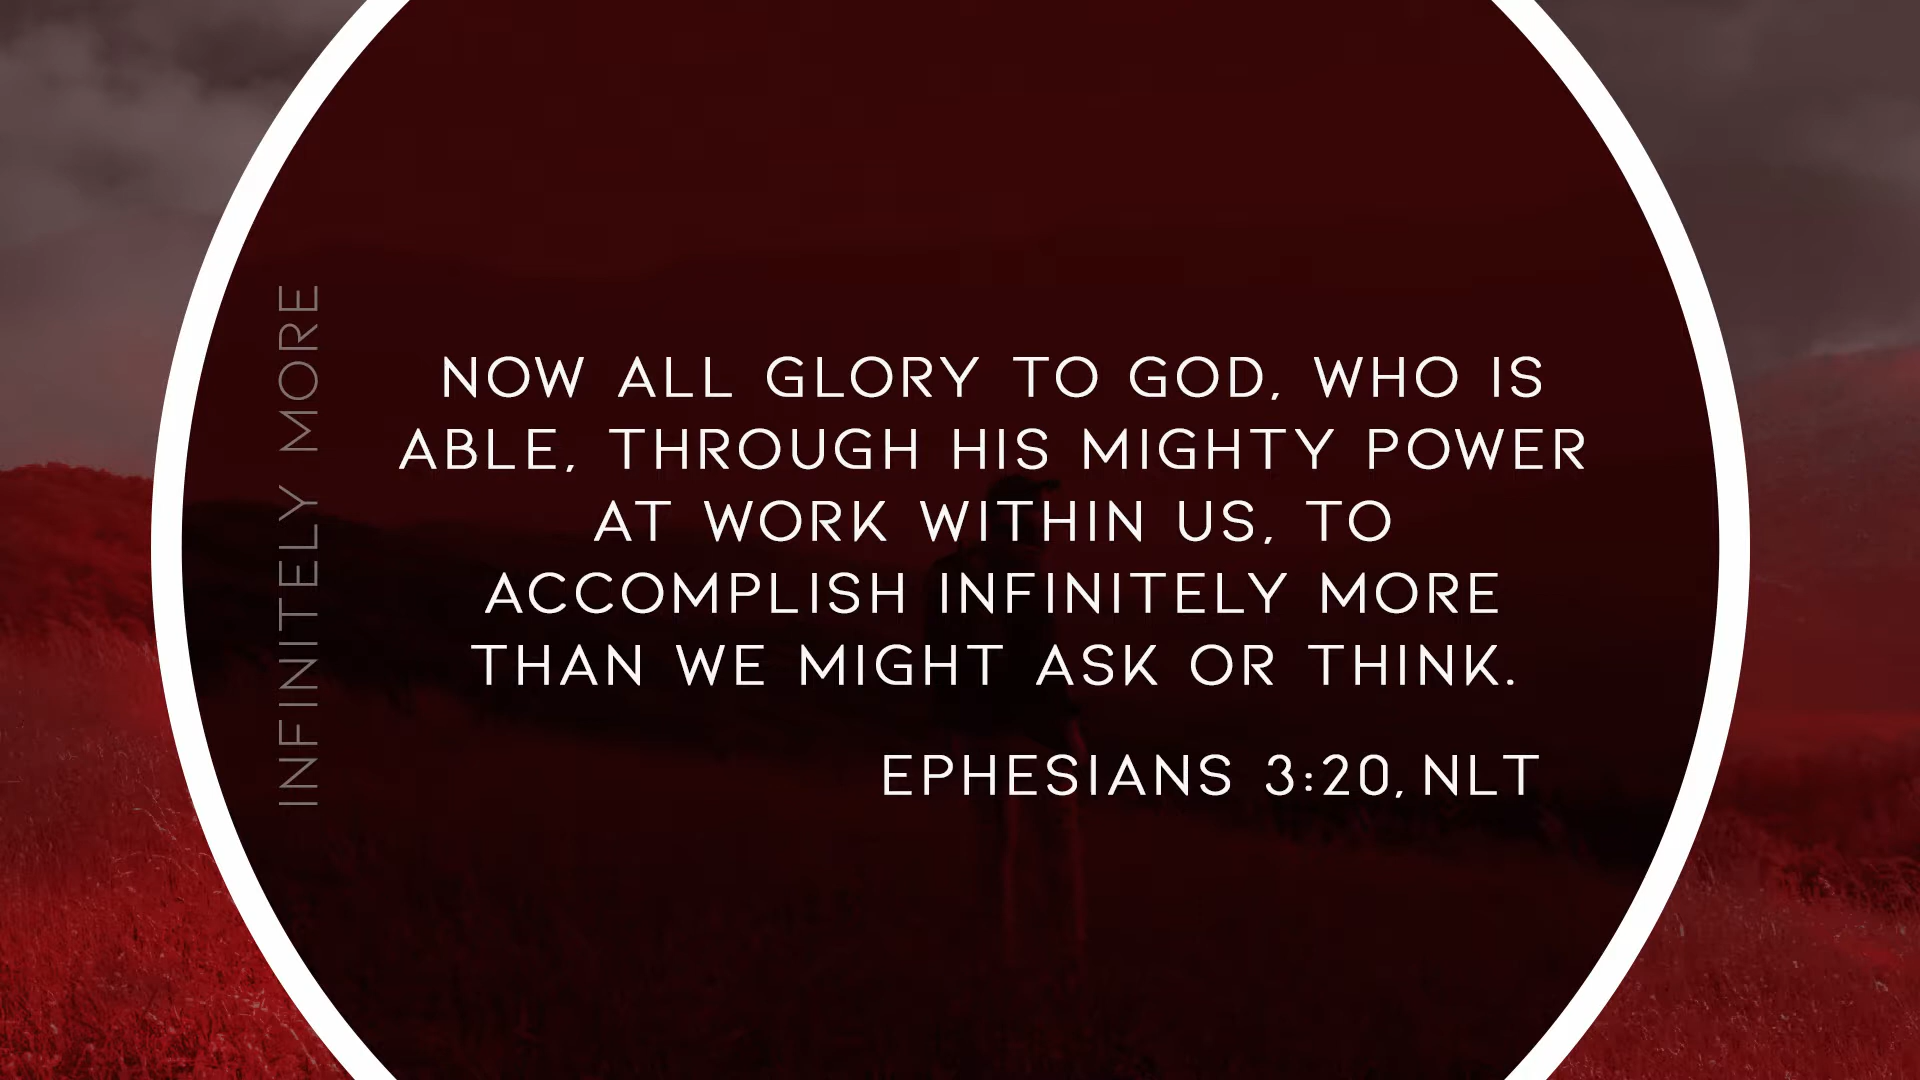 INFINITELY MORE
NOW ALL GLORY TO GOD, WHO IS
ABLE, THROUGH HIS MIGHTY POWER
AT WORK WITHIN US, TO
ACCOMPLISH INFINITELY MORE
THAN WE MIGHT ASK OR THINK.
EPHESIANS 3:20, NLT